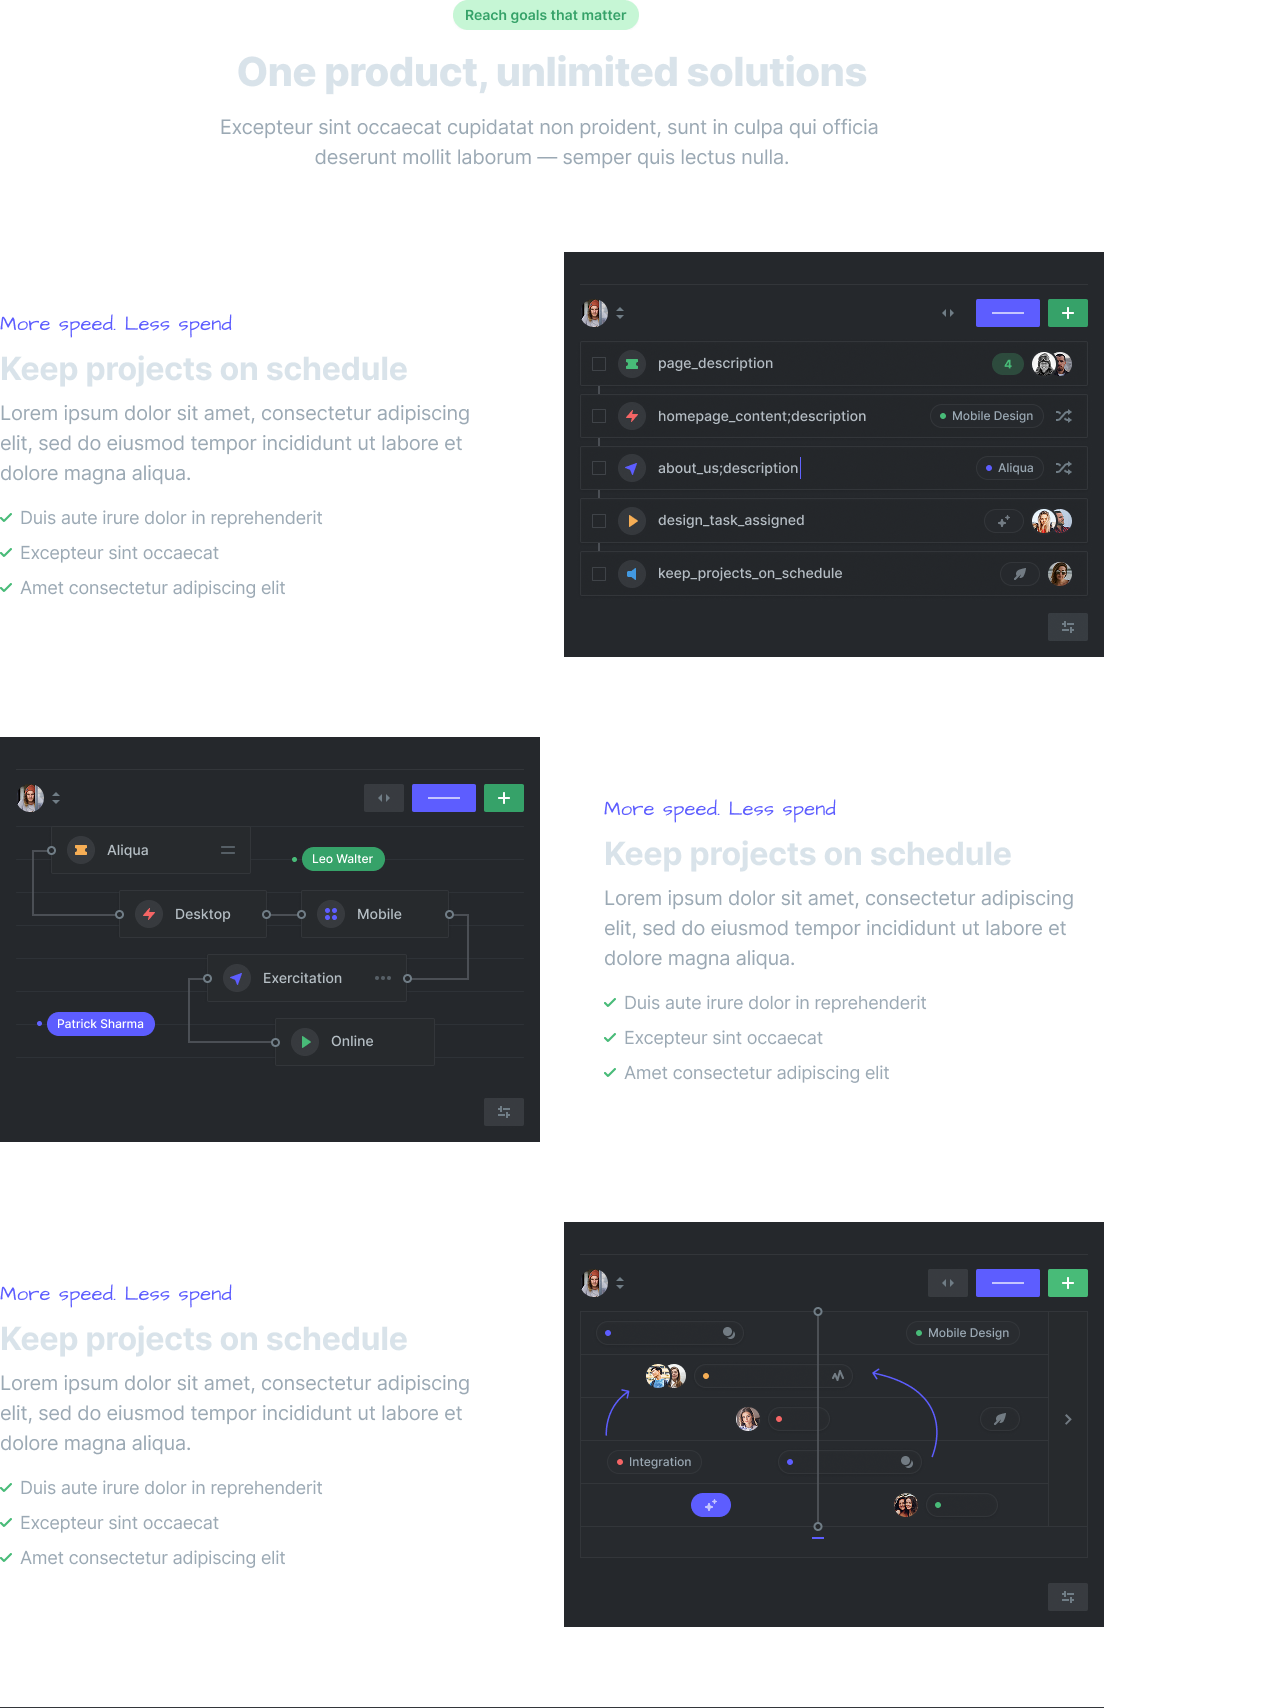 Reach goals that matter
One product, unlimited solutions
Excepteur sint occaecat cupidatat non proident, sunt in culpa qui officia
deserunt mollit laborum — semper quis lectus nulla.
More speed. Less spend
Keep projects on schedule
Lorem ipsum dolor sit amet, consectetur adipiscing
elit, sed do eiusmod tempor incididunt ut labore et
dolore magna aliqua.
Duis aute irure dolor in reprehenderit
Excepteur sint occaecat
Amet consectetur adipiscing elit
page_description
4
homepage_content;description
Mobile Design
about_us;description
Aliqua
design_task_assigned
keep_projects_on_schedule
Aliqua
Leo Walter
Desktop
Mobile
Exercitation
Patrick Sharma
Online
More speed. Less spend
Keep projects on schedule
Lorem ipsum dolor sit amet, consectetur adipiscing
elit, sed do eiusmod tempor incididunt ut labore et
dolore magna aliqua.
Duis aute irure dolor in reprehenderit
Excepteur sint occaecat
Amet consectetur adipiscing elit
More speed. Less spend
Keep projects on schedule
Lorem ipsum dolor sit amet, consectetur adipiscing
elit, sed do eiusmod tempor incididunt ut labore et
dolore magna aliqua.
Duis aute irure dolor in reprehenderit
Excepteur sint occaecat
Amet consectetur adipiscing elit
Mobile Design
Integration